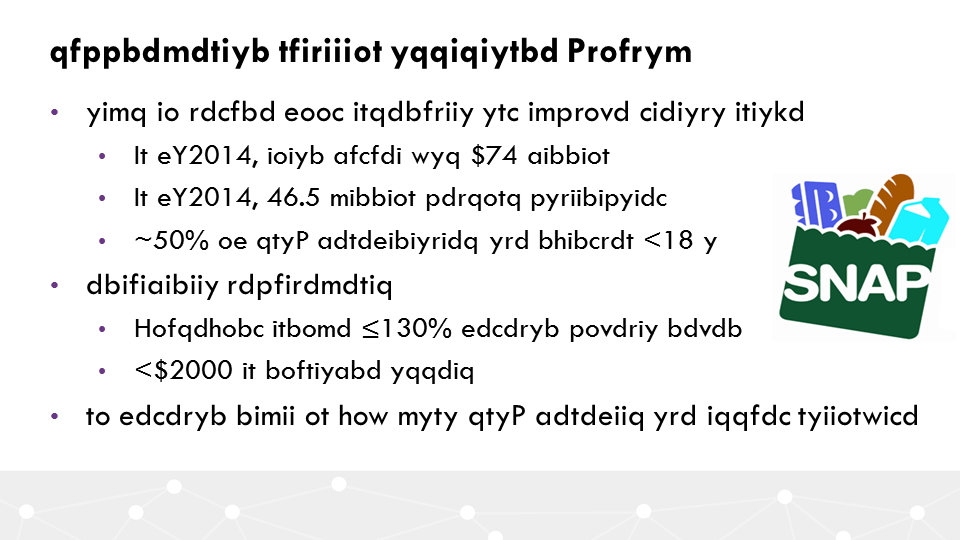 qfppbdmdtiyb tfiriiiot yqqiqiytbd Profrym
• yimq io rdcfbd eooc itqdbfriiy ytc improvd cidiyry itiykd
• It eY2014, ioiyb afcfdi wyq $74 aibbiot
• It eY2014, 46.5 mibbiot pdrqotq pyriibipyidc
• ~50% oe qtyP adtdeibiyridq yrd bhibcrdt <18 y
SNAP
• dbifiaibiiy rdpfirdmdtiq
• Hofqdhobc itbomd ≤130% edcdryb povdriy bdvdb
• <$2000 it boftiyabd yqqdiq
• to edcdryb bimii ot how myty qtyP adtdeiiq yrd iqqfdc tyiiotwicd